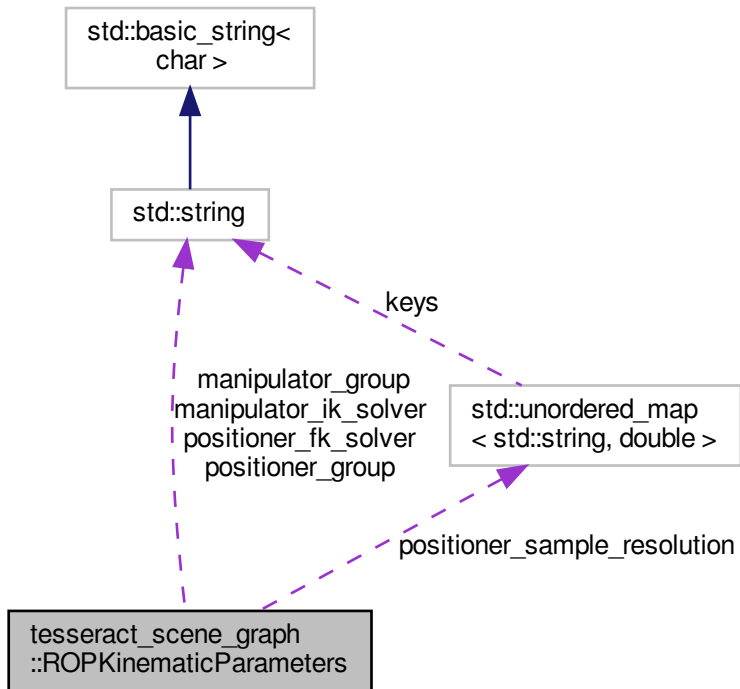 std::basic_string<
char >
std::string
keys
manipulator_group
manipulator_ik_solver
positioner_fk_solver
positioner_group
std::unordered_map
< std::string, double >
positioner_sample_resolution
tesseract_scene_graph
::ROPKinematicParameters